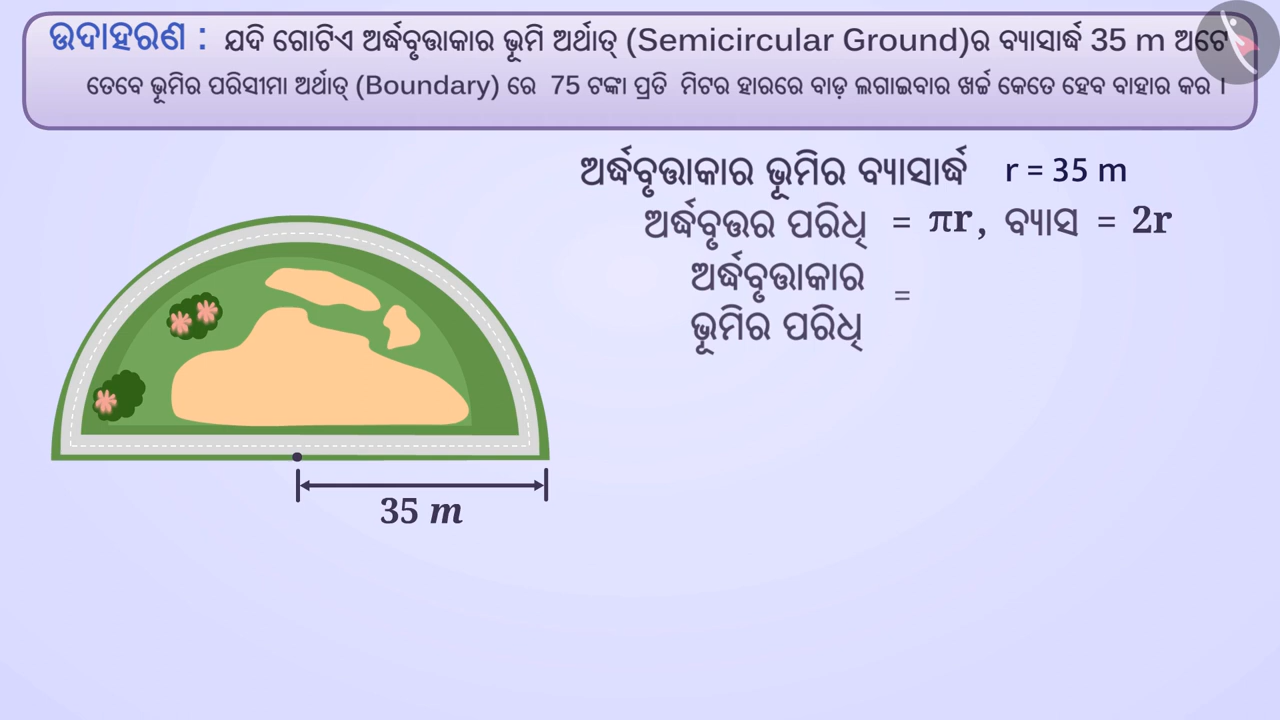 ଉଦାହରଣ : ଯଦି ଗୋଟିଏ ଅର୍ଦ୍ଧବୃତ୍ତାକାର ଭୂମି ଅର୍ଥାତ୍ (Semicircular Ground)ର ବ୍ୟାସାର୍ଦ୍ଧ 35 m ଅଟେ
ତେବେ ଭୂମିର ପରିସୀମା ଅର୍ଥାତ୍ (Boundary) ରେ 75 ଟଙ୍କା ପ୍ରତି ମିଟର ହାରରେ ବାଡ଼ ଲଗାଇବାର ଖର୍ଚ୍ଚ କେତେ ହେବ ବାହାର କର ।
ଅର୍ଦ୍ଧବୃତ୍ତାକାର ଭୂମିର ବ୍ୟାସାର୍ଦ୍ଧ r = 35 m
ଅର୍ଦ୍ଧବୃତ୍ତର ପରିଧି = πr, ବ୍ୟାସ = 2r
ଅର୍ଦ୍ଧବୃତ୍ତାକାର
ଭୂମିର ପରିଧି =
35 m